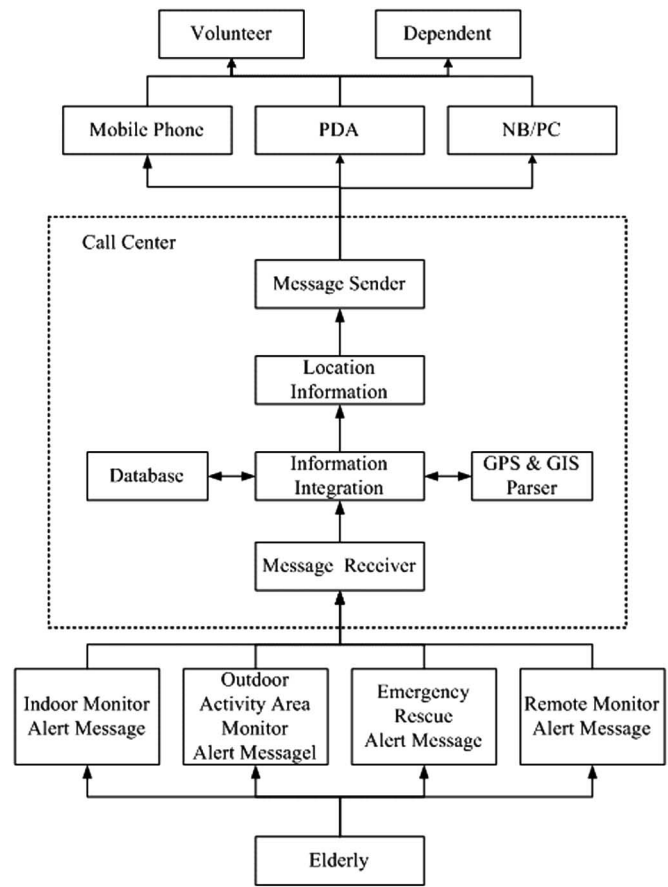 Volunteer
Dependent
Mobile Phone
PDA
NB/PC
Call Center
Message Sender
Location
Information
Database
Information
Integration
GPS & GIS
Parser
Message Receiver
Indoor Monitor
Alert Message
Outdoor
Activity Area
Monitor
Alert Messagel
Emergency
Rescue
Alert Message
Remote Monitor
Alert Message
Elderly